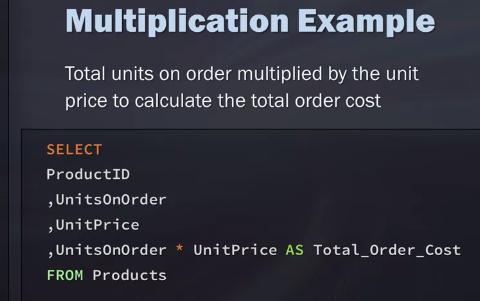 Multiplication Example
Total units on order multiplied by the unit
price to calculate the total order cost
SELECT
ProductID
,UnitsOnOrder
,UnitPrice
,UnitsOnOrder * UnitPrice AS Total_Order_Cost
FROM Products